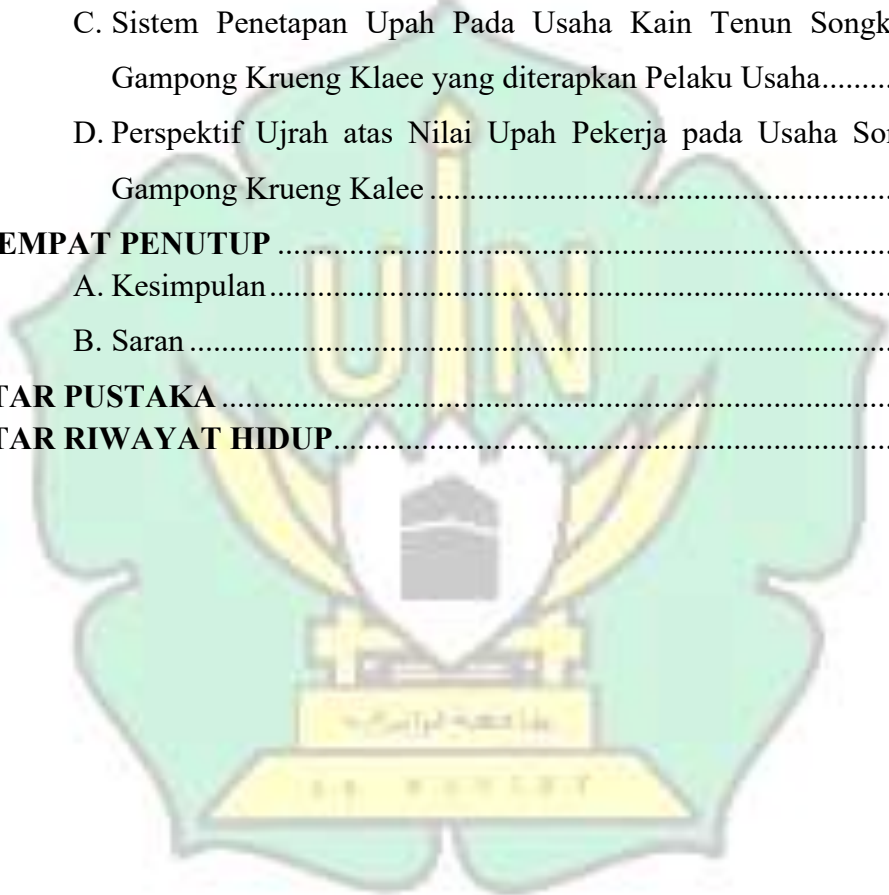 C. Sistem Penetapan Upah Pada Usaha Kain Tenun Songk
Gampong Krueng Klaee yang diterapkan Pelaku Usaha..........
D. Perspektif Ujrah atas Nilai Upah Pekerja pada Usaha Son
Gampong Krueng Kalee ..........
EMPAT PENUTUP ..........
A. Kesimpulan ..........
B. Saran ..........
TAR PUSTAKA ..........
TAR RIWAYAT HIDUP ..........
UIN